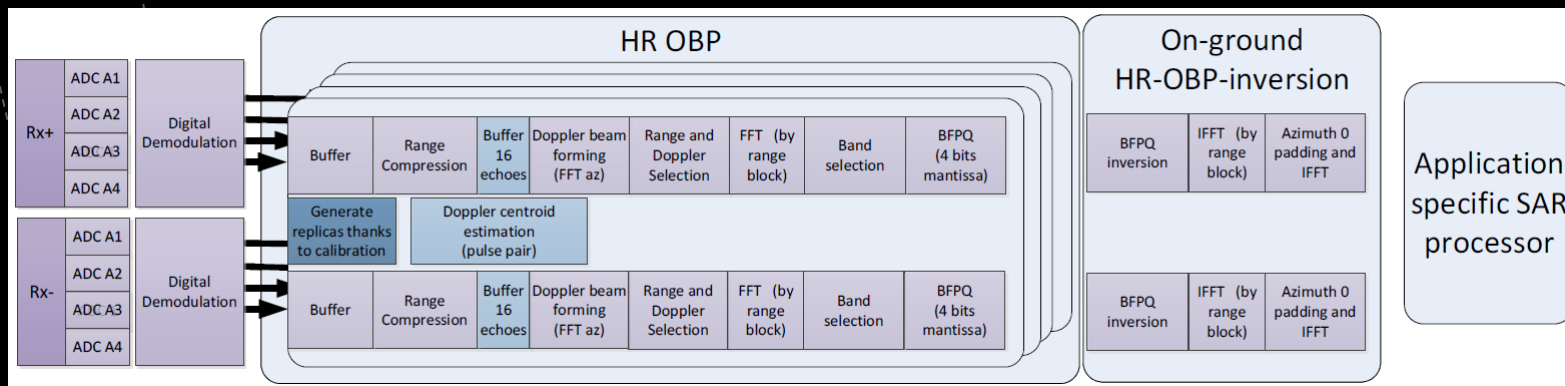 HR OBP
On-ground
HR-OBP-inversion
Rx+
ADC A1
ADC A2
ADC A3
ADC A4
Digital
Demodulation
Buffer
Range
Compression
Buffer
16
echoes
Doppler beam
forming
(FFT az)
Range and
Doppler
Selection
FFT (by
range
block)
Band
selection
BFPQ
(4 bits
mantissa)
BFPQ
inversion
IFFT (by
range
block)
Azimuth 0
padding and
IFFT
Application
specific SAR
processor
Generate
replicas thanks
to calibration
Doppler centroid
estimation
(pulse pair)
Rx-
ADC A1
ADC A2
ADC A3
ADC A4
Digital
Demodulation
Buffer
Range
Compression
Buffer
16
echoes
Doppler beam
forming
(FFT az)
Range and
Doppler
Selection
FFT (by
range
block)
Band
selection
BFPQ
(4 bits
mantissa)
BFPQ
inversion
IFFT (by
range
block)
Azimuth 0
padding and
IFFT